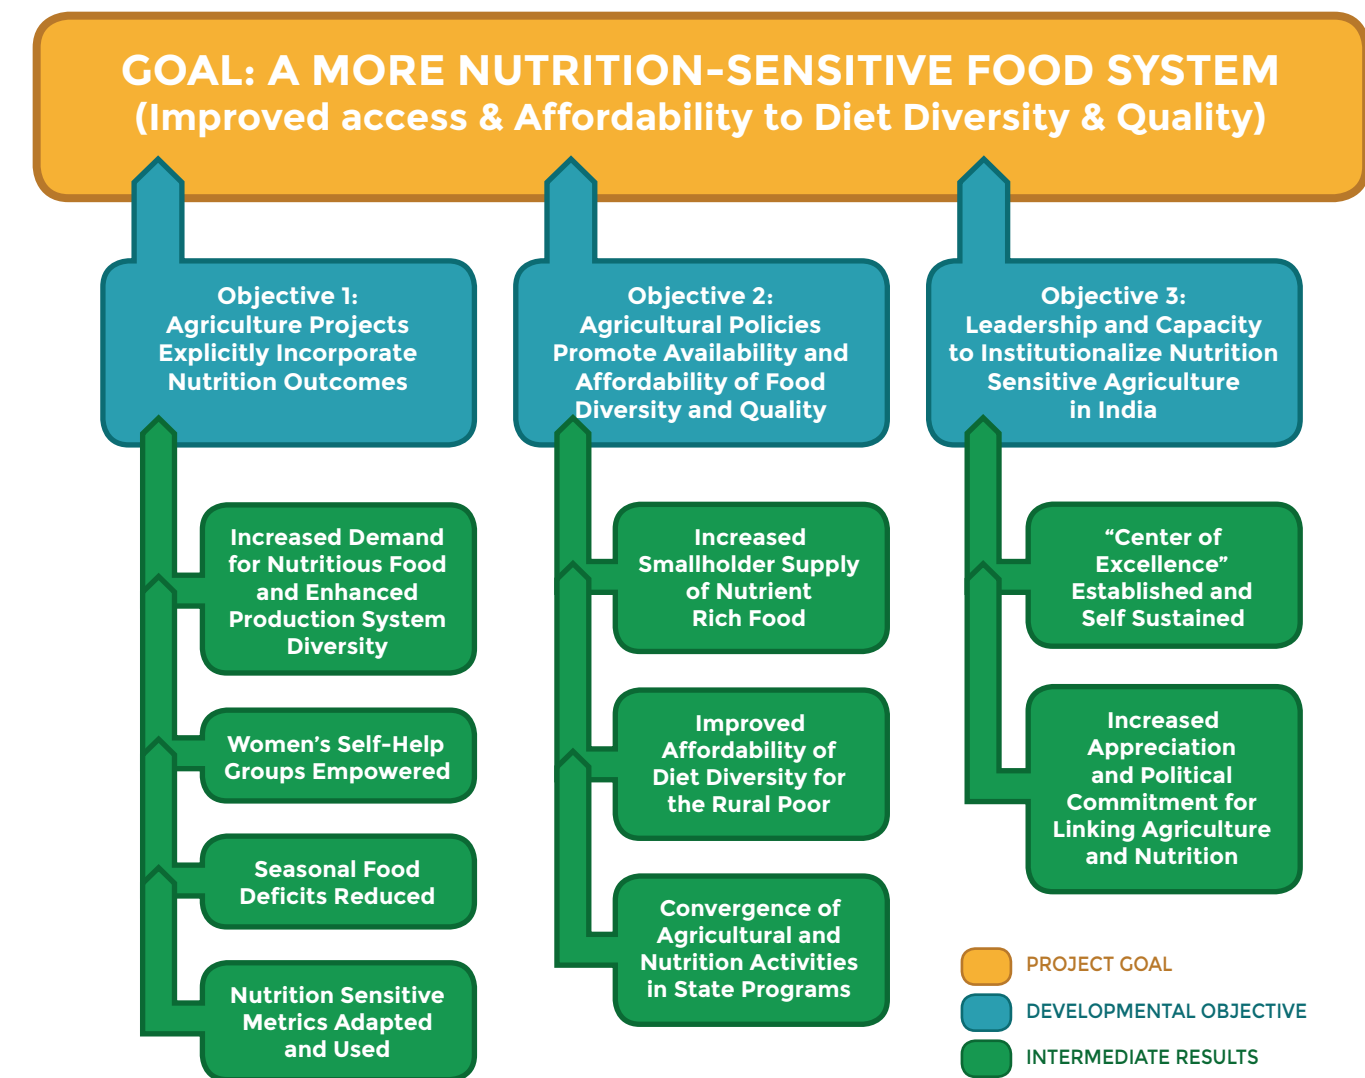 GOAL: A MORE NUTRITION-SENSITIVE FOOD SYSTEM
(Improved access & Affordability to Diet Diversity & Quality)
Objective 1:
Agriculture Projects
Explicitly Incorporate
Nutrition Outcomes
Increased Demand
for Nutritious Food
and Enhanced
Production System
Diversity
Women’s Self-Help
Groups Empowered
Seasonal Food
Deficits Reduced
Nutrition Sensitive
Metrics Adapted
and Used
Objective 2:
Agricultural Policies
Promote Availability and
Affordability of Food
Diversity and Quality
Increased
Smallholder Supply
of Nutrient
Rich Food
Improved
Affordability of
Diet Diversity for
the Rural Poor
Convergence of
Agricultural and
Nutrition Activities
in State Programs
Objective 3:
Leadership and Capacity
to Institutionalize Nutrition
Sensitive Agriculture
in India
“Center of
Excellence”
Established and
Self Sustained
Increased
Appreciation
and Political
Commitment for
Linking Agriculture
and Nutrition
PROJECT GOAL
DEVELOPMENTAL OBJECTIVE
INTERMEDIATE RESULTS